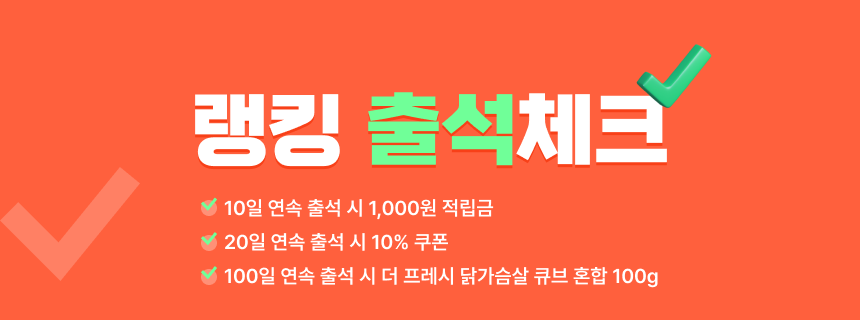 랭킹 출석체크
10일 연속 출석 시 1,000원 적립금
20일 연속 출석 시 10% 쿠폰
100일 연속 출석 시 더 프레시 닭가슴살 큐브 혼합 100g